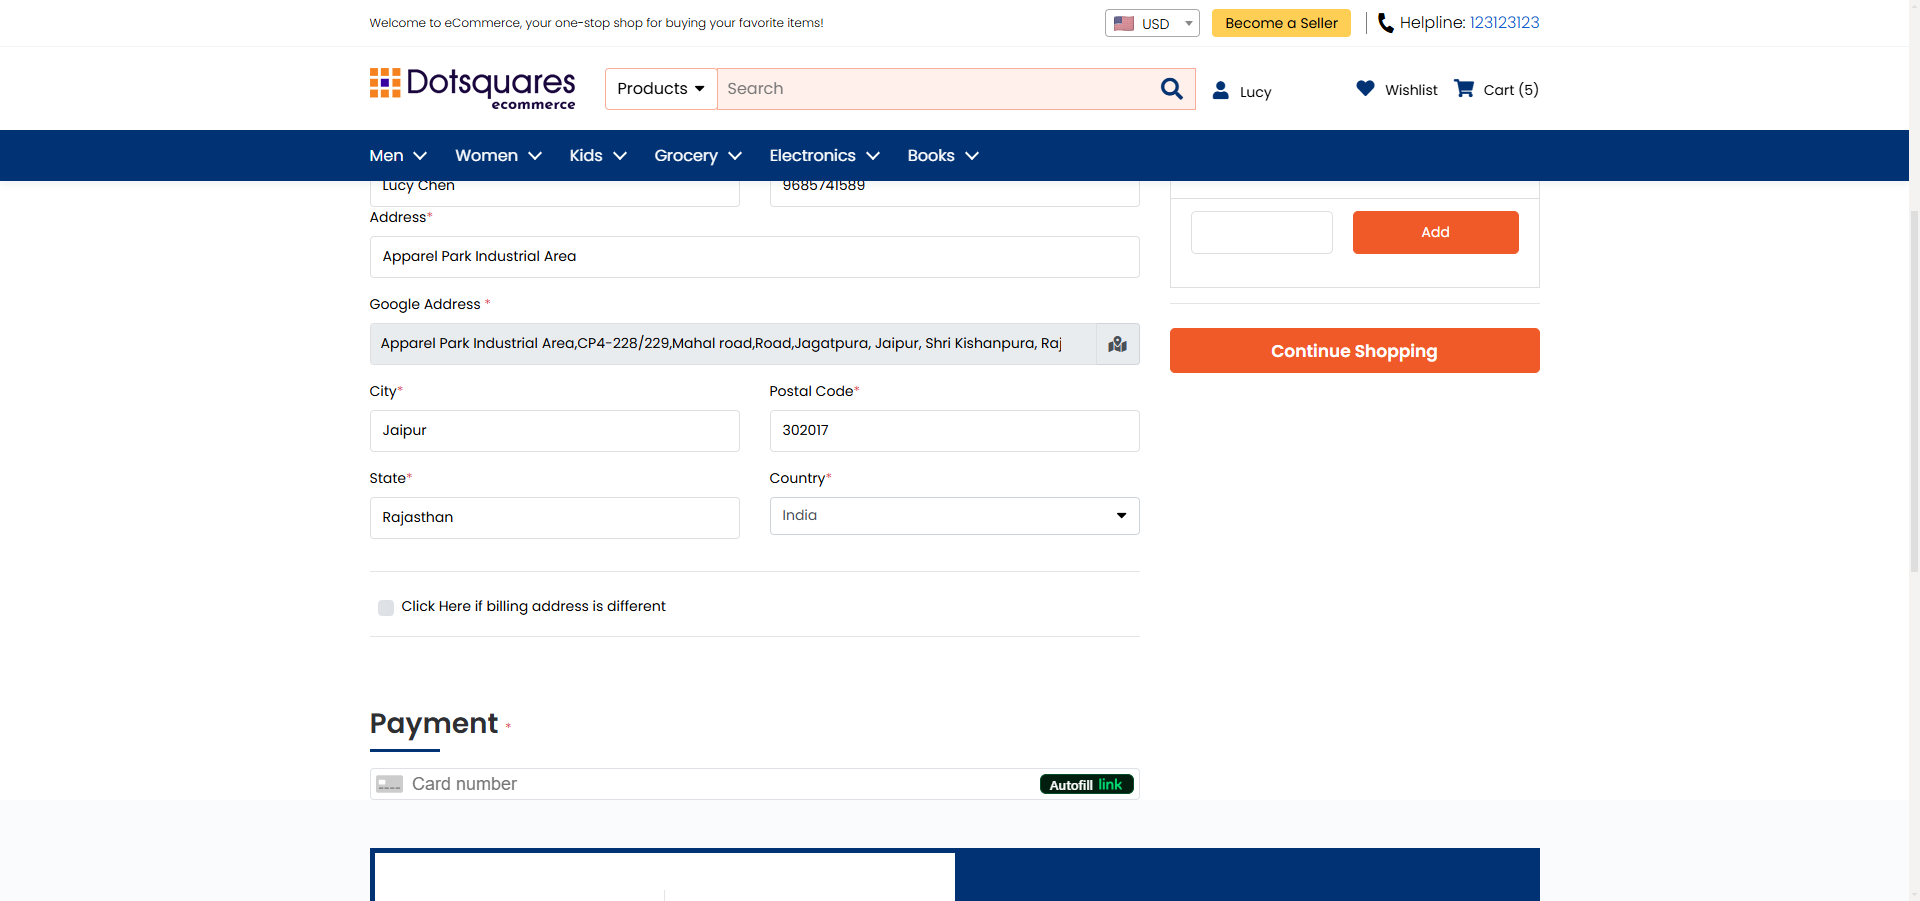 Welcome to eCommerce, your one-stop shop for buying your favorite items!
USD
Become a Seller
Helpline: 123123123
Dotsquares
ecommerce
Products
Search
Lucy
Wishlist
Cart (5)
Men
Women
Kids
Grocery
Electronics
Books
Lucy Chen
9685741589
Address*
Apparel Park Industrial Area
Add
Google Address *
Apparel Park Industrial Area,CP4-228/229,Mahal road,Road,Jagatpura, Jaipur, Shri Kishanpura, Raj
Continue Shopping
City*
Postal Code*
Jaipur
302017
State*
Country*
Rajasthan
India
Click Here if billing address is different
Payment *
Card number
Autofill link